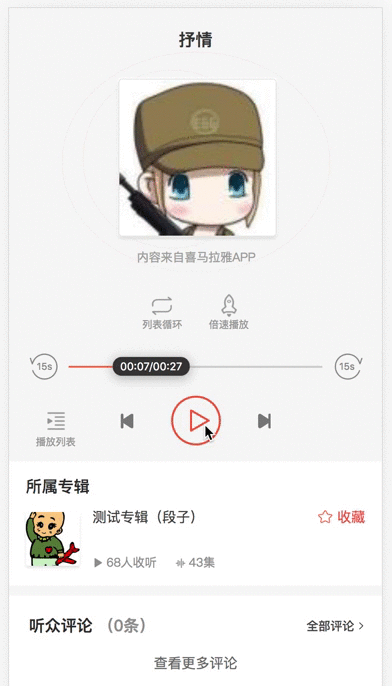 抒情
内容来自喜马拉雅APP
列表循环 倍速播放
15s 00:07/00:27 15s
播放列表
所属专辑
测试专辑（段子） 收藏
68人收听 43集
听众评论 （0条） 全部评论 >
查看更多评论